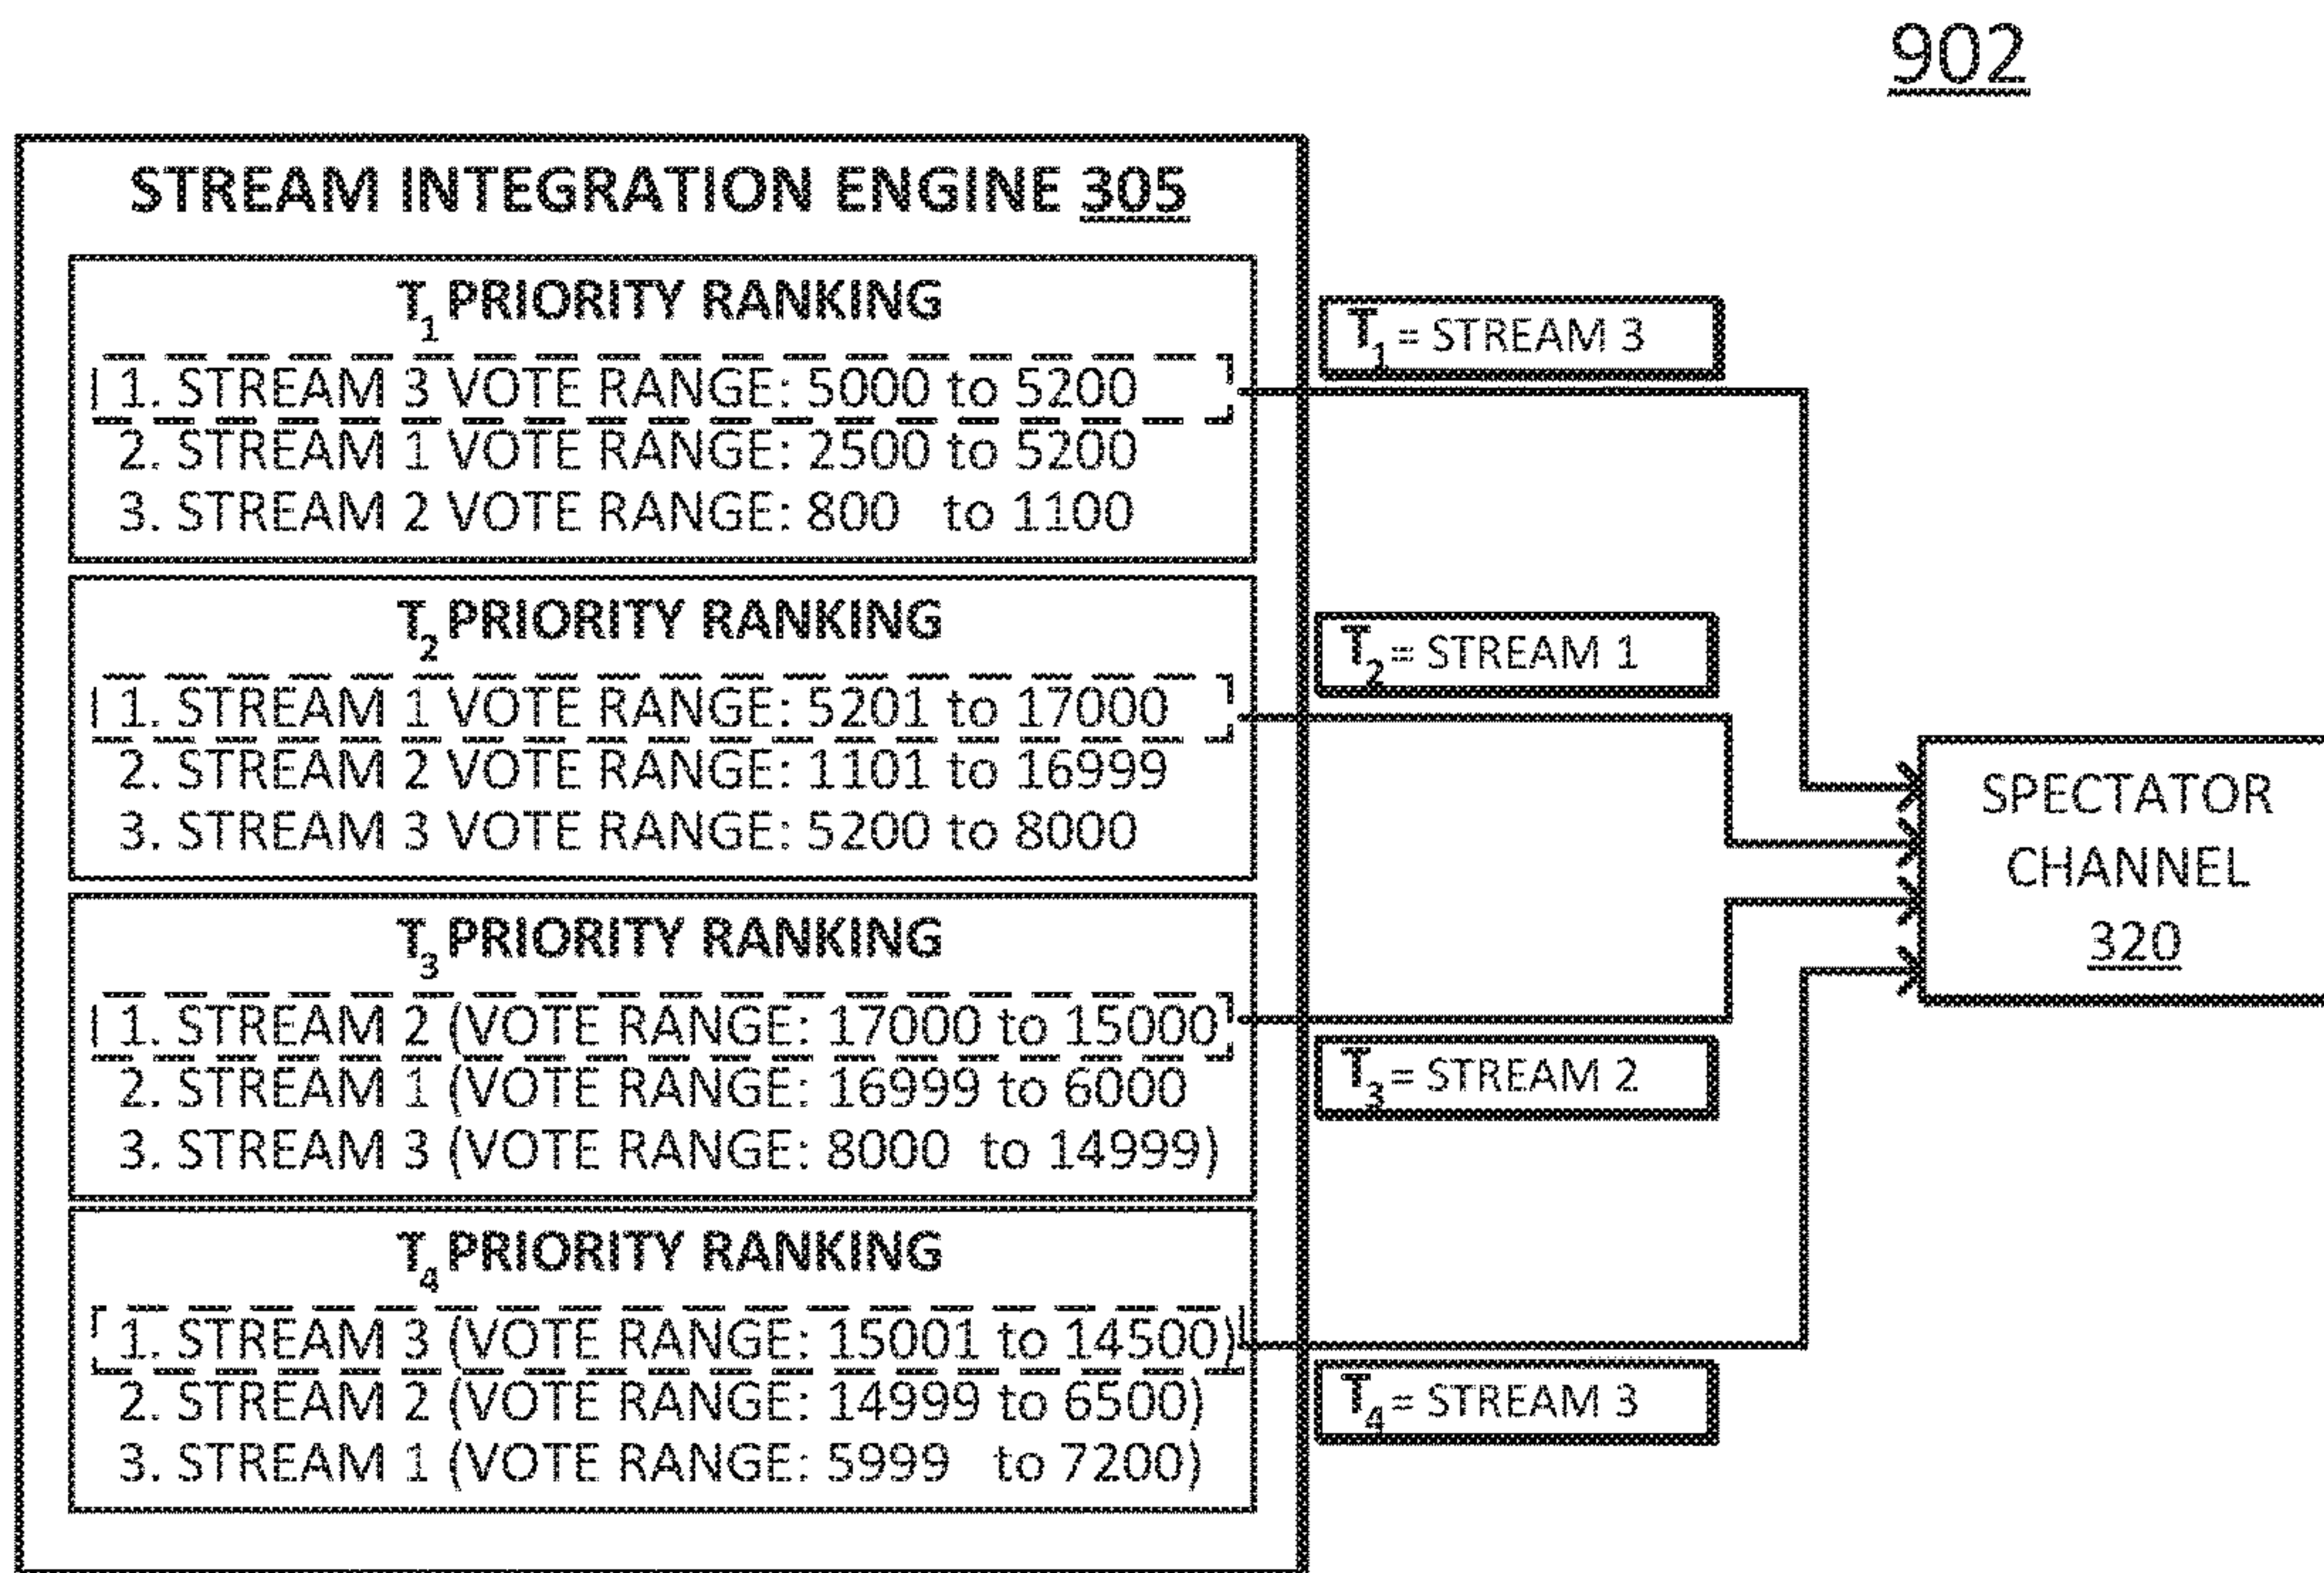 902
STREAM INTEGRATION ENGINE 305
T1 PRIORITY RANKING
1. STREAM 3 VOTE RANGE: 5000 to 5200
2. STREAM 1 VOTE RANGE: 2500 to 5200
3. STREAM 2 VOTE RANGE: 800 to 1100
T1 = STREAM 3
T2 PRIORITY RANKING
1. STREAM 1 VOTE RANGE: 5201 to 17000
2. STREAM 2 VOTE RANGE: 1101 to 16999
3. STREAM 3 VOTE RANGE: 5200 to 8000
T2 = STREAM 1
T3 PRIORITY RANKING
1. STREAM 2 (VOTE RANGE: 17000 to 15000
2. STREAM 1 (VOTE RANGE: 16999 to 6000
3. STREAM 3 (VOTE RANGE: 8000 to 14999)
T3 = STREAM 2
T4 PRIORITY RANKING
1. STREAM 3 (VOTE RANGE: 15001 to 14500)
2. STREAM 2 (VOTE RANGE: 14999 to 6500)
3. STREAM 1 (VOTE RANGE: 5999 to 7200)
T4 = STREAM 3
SPECTATOR
CHANNEL
320